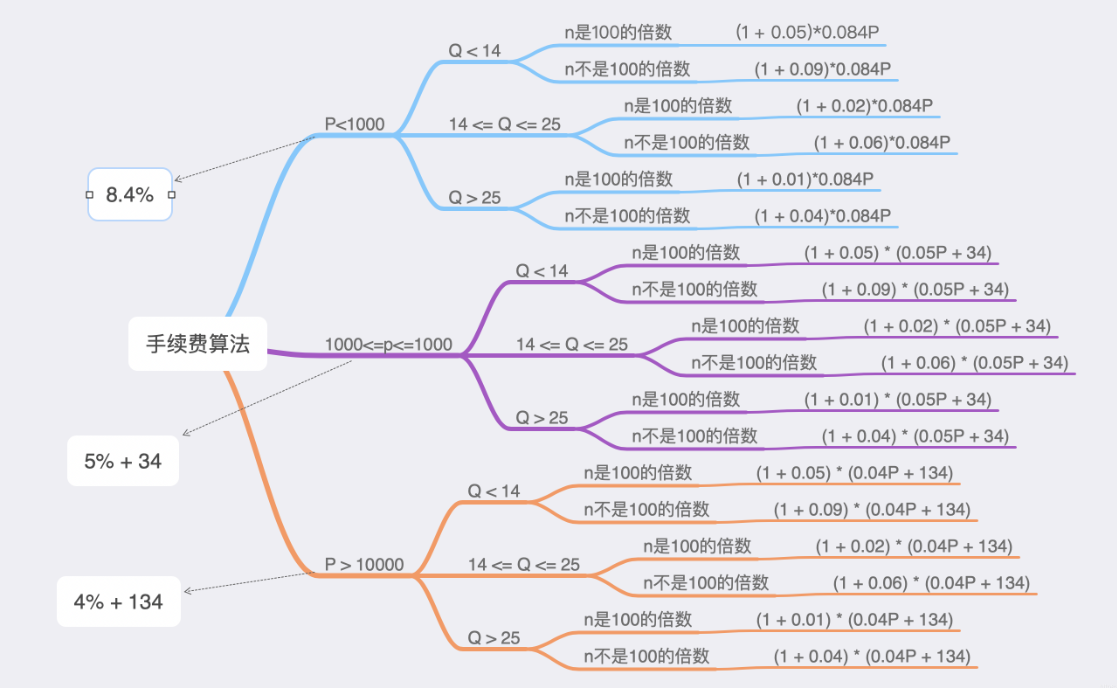 手续费算法
8.4%
P<1000
Q < 14
n是100的倍数 (1 + 0.05)*0.084P
n不是100的倍数 (1 + 0.09)*0.084P
14 <= Q <= 25
n是100的倍数 (1 + 0.02)*0.084P
n不是100的倍数 (1 + 0.06)*0.084P
Q > 25
n是100的倍数 (1 + 0.01)*0.084P
n不是100的倍数 (1 + 0.04)*0.084P
5% + 34
1000<=p<=1000
Q < 14
n是100的倍数 (1 + 0.05) * (0.05P + 34)
n不是100的倍数 (1 + 0.09) * (0.05P + 34)
14 <= Q <= 25
n是100的倍数 (1 + 0.02) * (0.05P + 34)
n不是100的倍数 (1 + 0.06) * (0.05P + 34)
Q > 25
n是100的倍数 (1 + 0.01) * (0.05P + 34)
n不是100的倍数 (1 + 0.04) * (0.05P + 34)
4% + 134
P > 10000
Q < 14
n是100的倍数 (1 + 0.05) * (0.04P + 134)
n不是100的倍数 (1 + 0.09) * (0.04P + 134)
14 <= Q <= 25
n是100的倍数 (1 + 0.02) * (0.04P + 134)
n不是100的倍数 (1 + 0.06) * (0.04P + 134)
Q > 25
n是100的倍数 (1 + 0.01) * (0.04P + 134)
n不是100的倍数 (1 + 0.04) * (0.04P + 134)